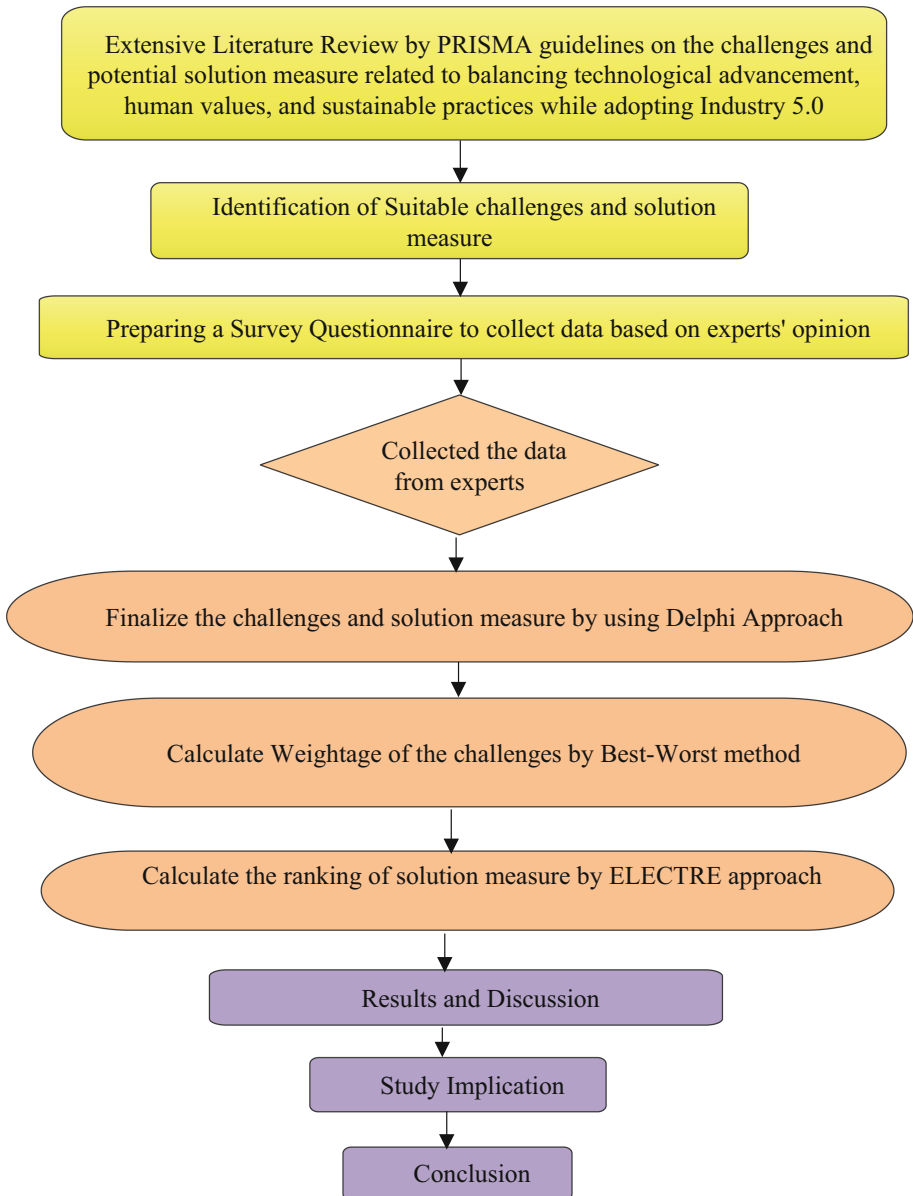 Extensive Literature Review by PRISMA guidelines on the challenges and
potential solution measure related to balancing technological advancement,
human values, and sustainable practices while adopting Industry 5.0
Identification of Suitable challenges and solution
measure
Preparing a Survey Questionnaire to collect data based on experts' opinion
Collected the data
from experts
Finalize the challenges and solution measure by using Delphi Approach
Calculate Weightage of the challenges by Best-Worst method
Calculate the ranking of solution measure by ELECTRE approach
Results and Discussion
Study Implication
Conclusion